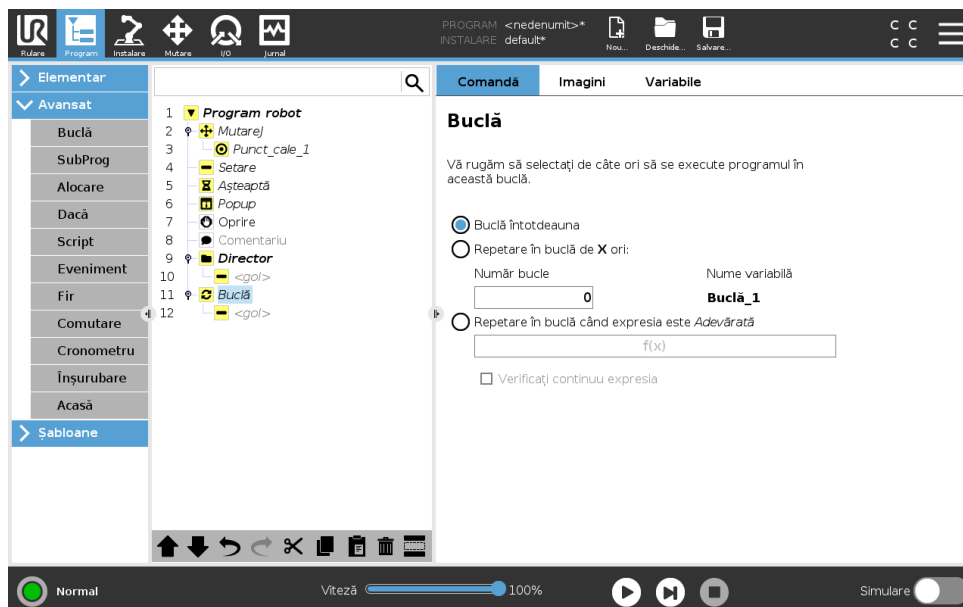 UR
Rulare
Program
Instalare
Mutare
I/O
Jurnal
PROGRAM <nedenumit>*
INSTALARE default*
Nou...
Deschide...
Salvare...
C C
C C
Elementar
Avansat
Buclă
SubProg
Alocare
Dacă
Script
Eveniment
Fir
Comutare
Cronometru
Înșurubare
Acasă
Șabloane
1 Program robot
2 MutareJ
3 Punct_cale_1
4 Setare
5 Așteaptă
6 Popup
7 Oprire
8 Comentariu
9 Director
10 <gol>
11 Buclă
12 <gol>
Comandă Imagini Variabile
Buclă
Vă rugăm să selectați de câte ori să se execute programul în
această buclă.
Buclă întotdeauna
Repetare în buclă de X ori:
Număr bucle Nume variabilă
0 Buclă_1
Repetare în buclă când expresia este Adevărată
f(x)
Verificați continuu expresia
Normal
Viteză 100%
Simulare